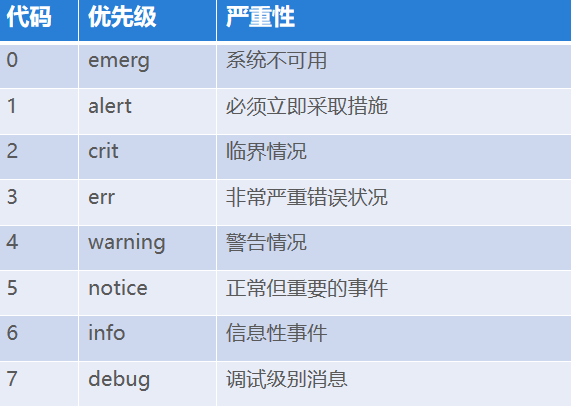 代码 优先级 严重性
0 emerg 系统不可用
1 alert 必须立即采取措施
2 crit 临界情况
3 err 非常严重错误状况
4 warning 警告情况
5 notice 正常但重要的事件
6 info 信息性事件
7 debug 调试级别消息